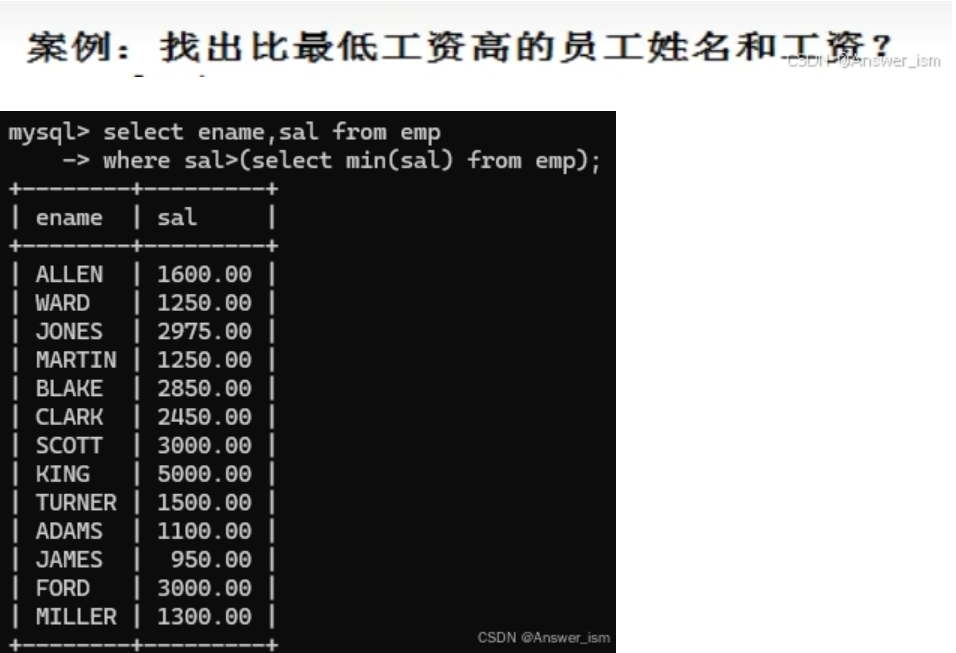 案例：找出比最低工资高的员工姓名和工资？
CSDN @Answer_ism
mysql> select ename,sal from emp
    -> where sal>(select min(sal) from emp);
+--------+---------+
| ename  | sal     |
+--------+---------+
| ALLEN  | 1600.00 |
| WARD   | 1250.00 |
| JONES  | 2975.00 |
| MARTIN | 1250.00 |
| BLAKE  | 2850.00 |
| CLARK  | 2450.00 |
| SCOTT  | 3000.00 |
| KING   | 5000.00 |
| TURNER | 1500.00 |
| ADAMS  | 1100.00 |
| JAMES  |  950.00 |
| FORD   | 3000.00 |
| MILLER | 1300.00 |
+--------+---------+
CSDN @Answer_ism